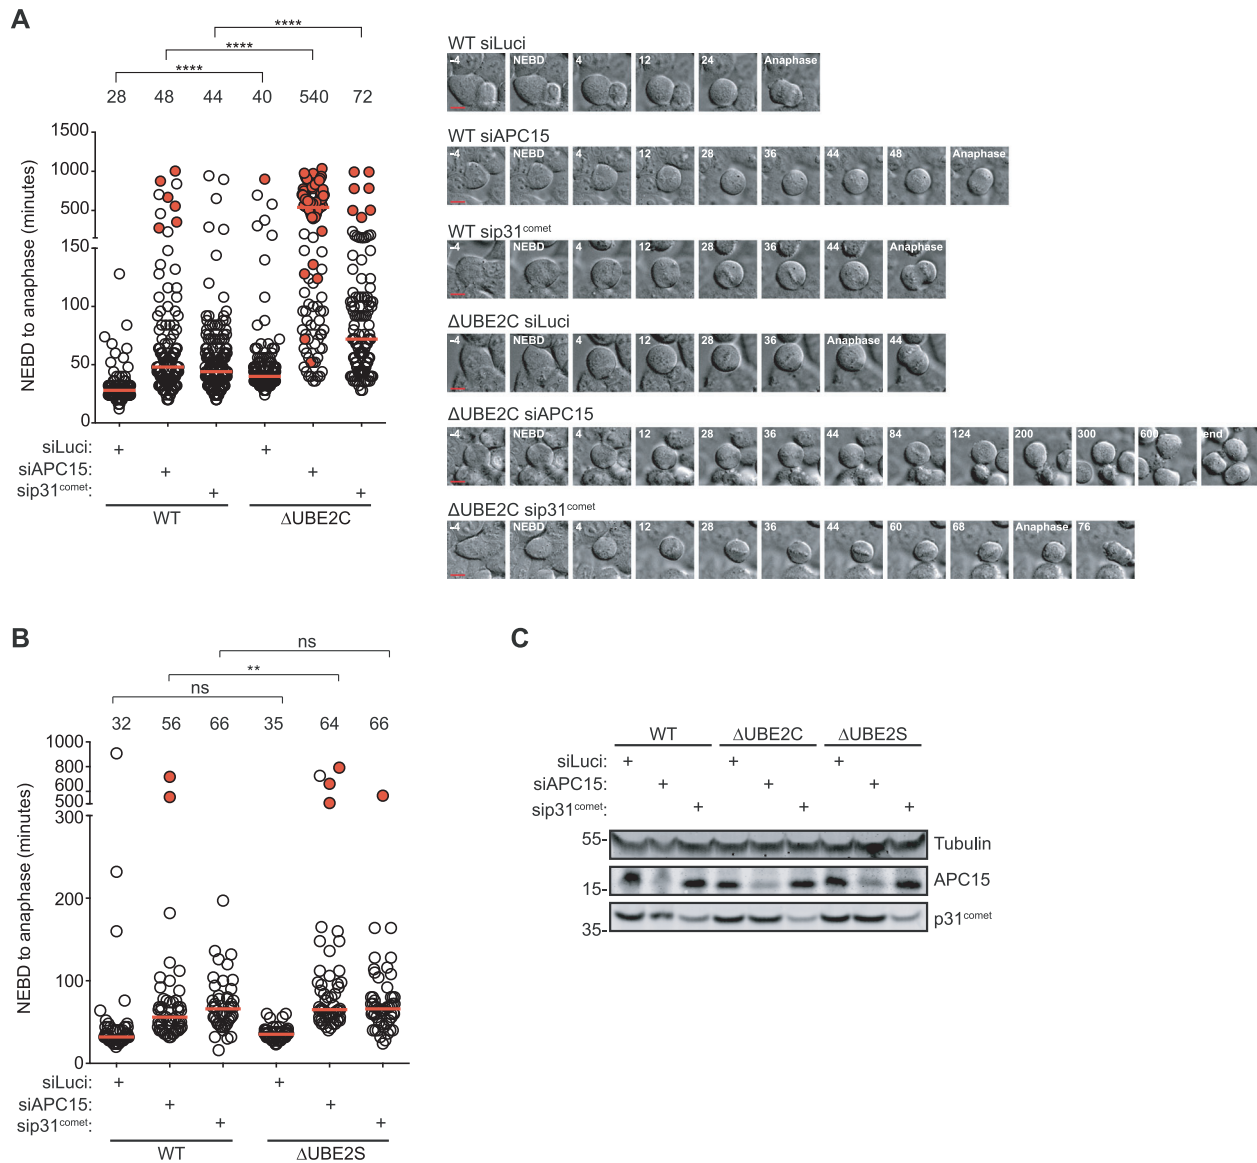 A
****
****
****
28 48 44 40 540 72
NEBD to anaphase (minutes)
1500
1000
500
150
100
50
0
siLuci: + +
siAPC15: + +
sip31comet: + +
WT ΔUBE2C
WT siLuci
-4 NEBD 4 12 24 Anaphase
WT siAPC15
-4 NEBD 4 12 28 36 44 48 Anaphase
WT sip31comet
-4 NEBD 4 12 28 36 44 Anaphase
ΔUBE2C siLuci
-4 NEBD 4 12 28 36 Anaphase 44
ΔUBE2C siAPC15
-4 NEBD 4 12 28 36 44 84 124 200 300 600 end
ΔUBE2C sip31comet
-4 NEBD 4 12 28 36 44 60 68 Anaphase 76
B
ns
**
ns
32 56 66 35 64 66
NEBD to anaphase (minutes)
1000
800
600
500
300
200
100
0
siLuci: + +
siAPC15: + +
sip31comet: + +
WT ΔUBE2S
C
WT ΔUBE2C ΔUBE2S
siLuci: + + +
siAPC15: + + +
sip31comet: + + +
55- Tubulin
15- APC15
35- p31comet